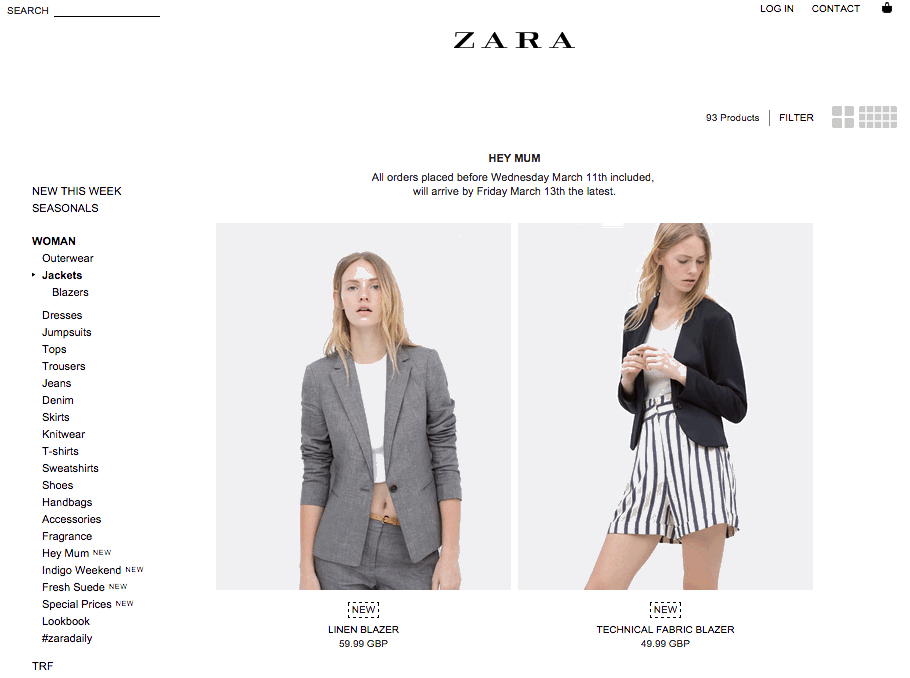 SEARCH
LOG IN
CONTACT
ZARA
93 Products
FILTER
HEY MUM
All orders placed before Wednesday March 11th included,
will arrive by Friday March 13th the latest.
NEW THIS WEEK
SEASONALS
WOMAN
Outerwear
Jackets
Blazers
Dresses
Jumpsuits
Tops
Trousers
Jeans
Denim
Skirts
Knitwear
T-shirts
Sweatshirts
Shoes
Handbags
Accessories
Fragrance
Hey Mum NEW
Indigo Weekend NEW
Fresh Suede NEW
Special Prices NEW
Lookbook
#zaradaily
TRF
NEW
LINEN BLAZER
59.99 GBP
NEW
TECHNICAL FABRIC BLAZER
49.99 GBP